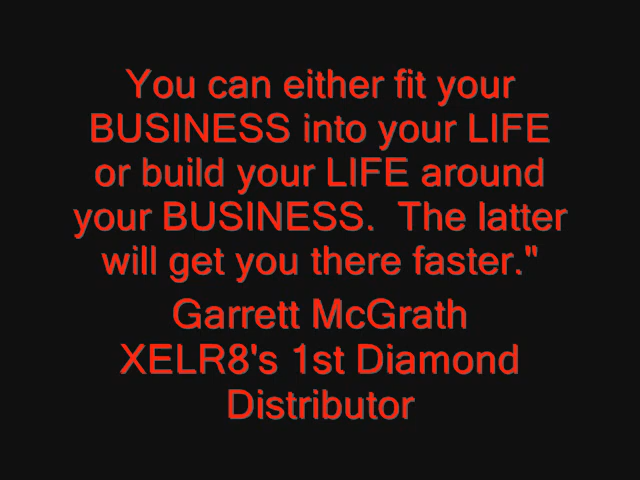 You can either fit your
BUSINESS into your LIFE
or build your LIFE around
your BUSINESS.  The latter
will get you there faster."
Garrett McGrath
XELR8's 1st Diamond
Distributor